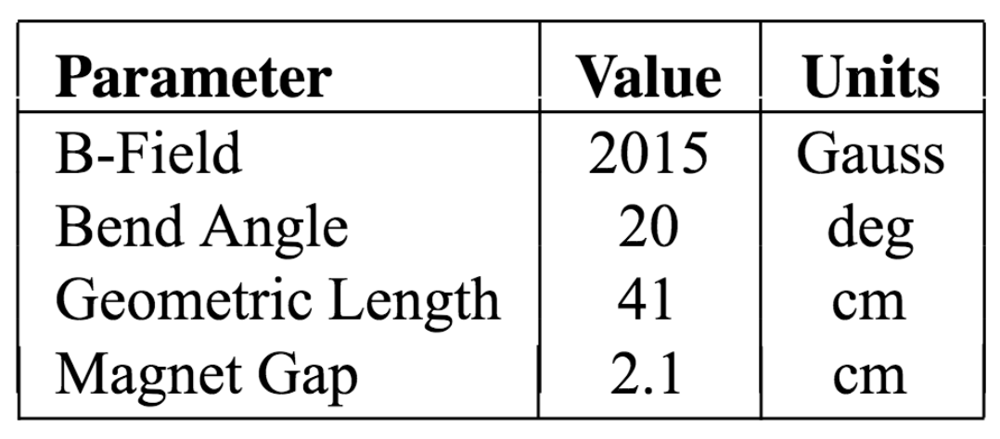 Parameter Value Units
B-Field 2015 Gauss
Bend Angle 20 deg
Geometric Length 41 cm
Magnet Gap 2.1 cm